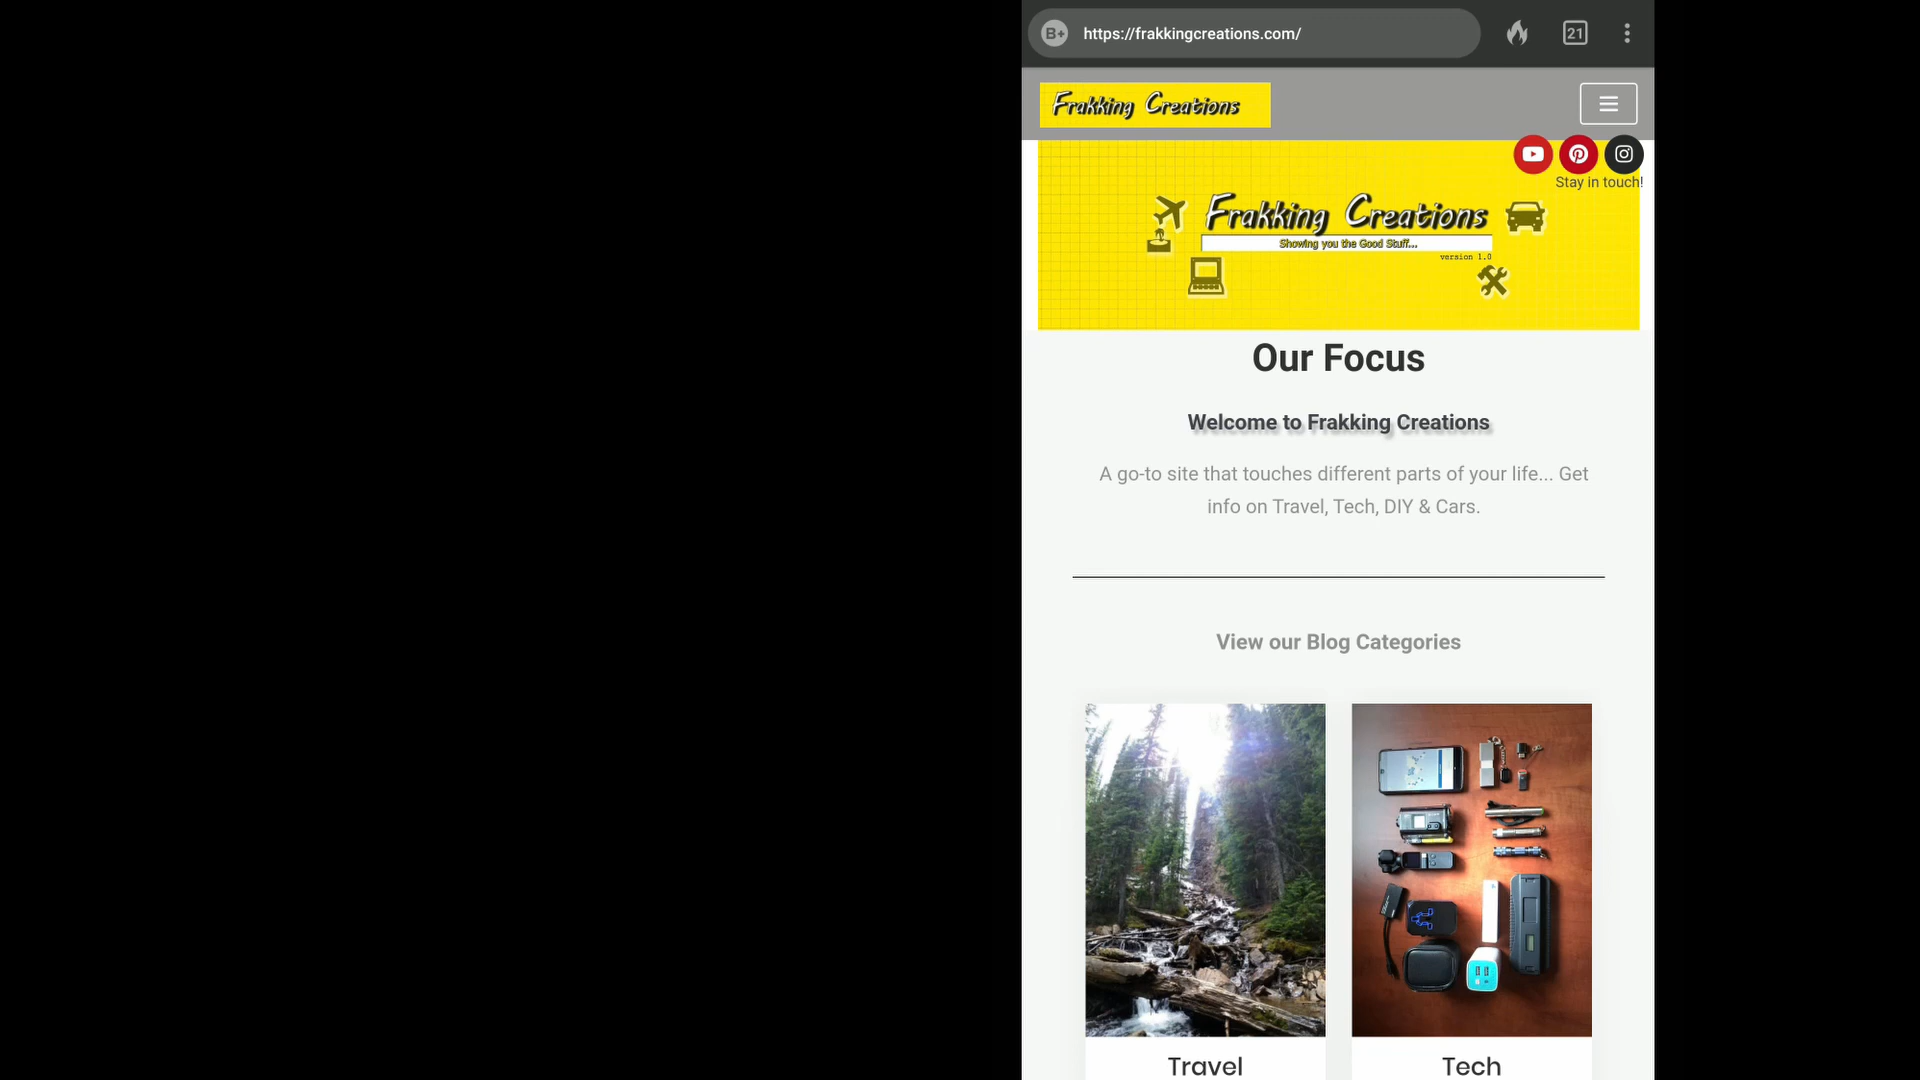 B+ https://frakkingcreations.com/ 21
Frakking Creations
Stay in touch!
Frakking Creations
Showing you the Good Stuff...
version 1.0
Our Focus
Welcome to Frakking Creations
A go-to site that touches different parts of your life... Get
info on Travel, Tech, DIY & Cars.
View our Blog Categories
Travel Tech